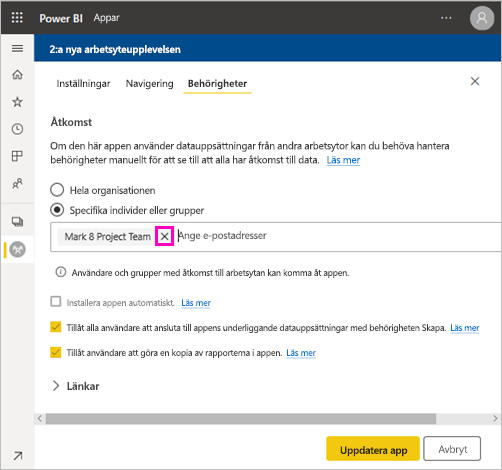 Power BI Appar
2:a nya arbetsyteupplevelsen
Inställningar Navigering Behörigheter
Åtkomst
Om den här appen använder datauppsättningar från andra arbetsytor kan du behöva hantera
behörigheter manuellt för att se till att alla har åtkomst till data. Läs mer
Hela organisationen
Specifika individer eller grupper
Mark 8 Project Team Ange e-postadresser
Användare och grupper med åtkomst till arbetsytan kan komma åt appen.
Installera appen automatiskt. Läs mer
Tillåt alla användare att ansluta till appens underliggande datauppsättningar med behörigheten Skapa. Läs mer
Tillåt användare att göra en kopia av rapporterna i appen. Läs mer
Länkar
Uppdatera app Avbryt